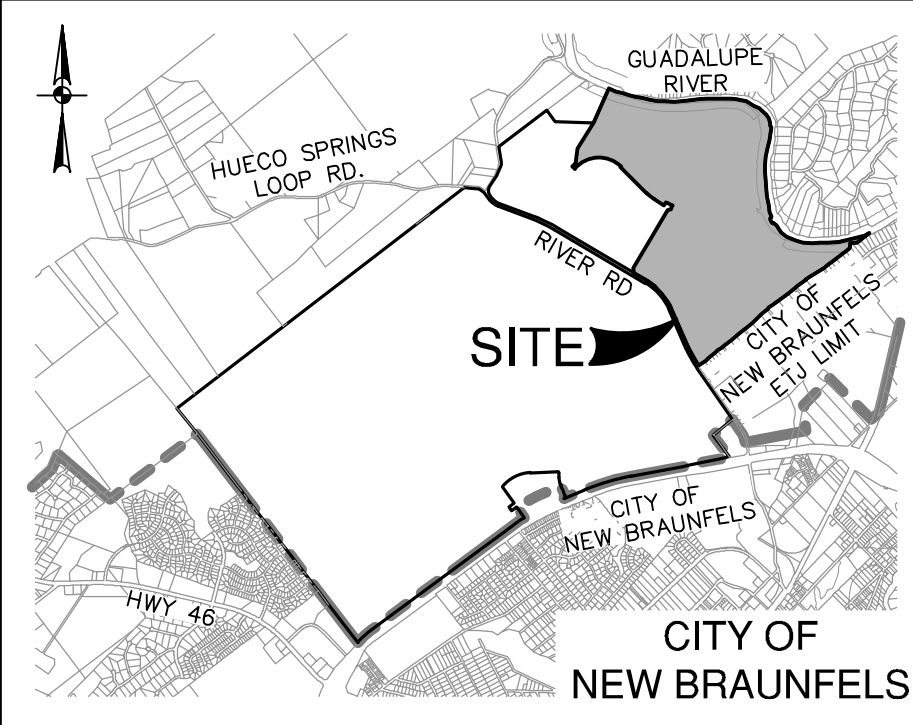 GUADALUPE
RIVER
HUECO SPRINGS
LOOP RD.
RIVER RD
SITE
CITY OF
NEW BRAUNFELS
ETJ LIMIT
CITY OF
NEW BRAUNFELS
HWY 46
CITY OF
NEW BRAUNFELS